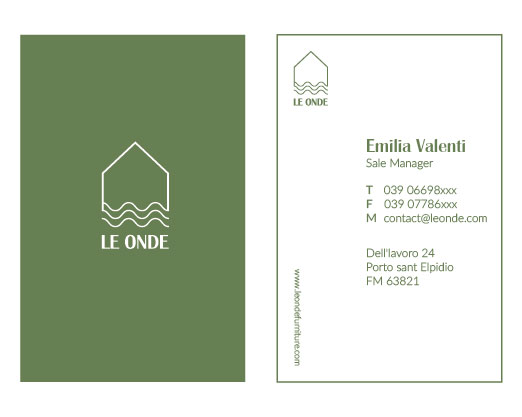 LE ONDE
LE ONDE
Emilia Valenti
Sale Manager
T 039 06698xxx
F 039 07786xxx
M contact@leonde.com
Dell'lavoro 24
Porto sant Elpidio
FM 63821
www.leondefurniture.com